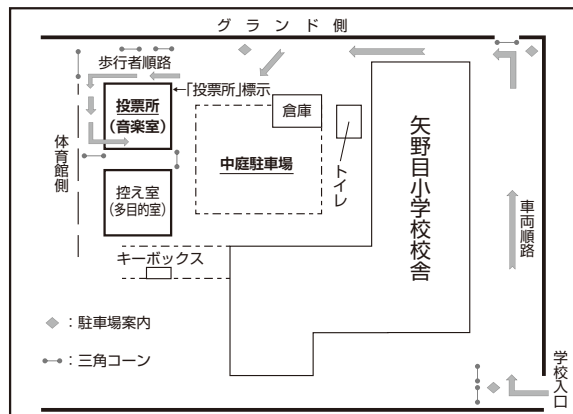 グランド側
歩行者順路
←「投票所」標示
投票所
(音楽室)
倉庫
トイレ
中庭駐車場
体育館側
控え室
(多目的室)
矢野目小学校校舎
車両順路
キーボックス
◆：駐車場案内
：三角コーン
学校入口